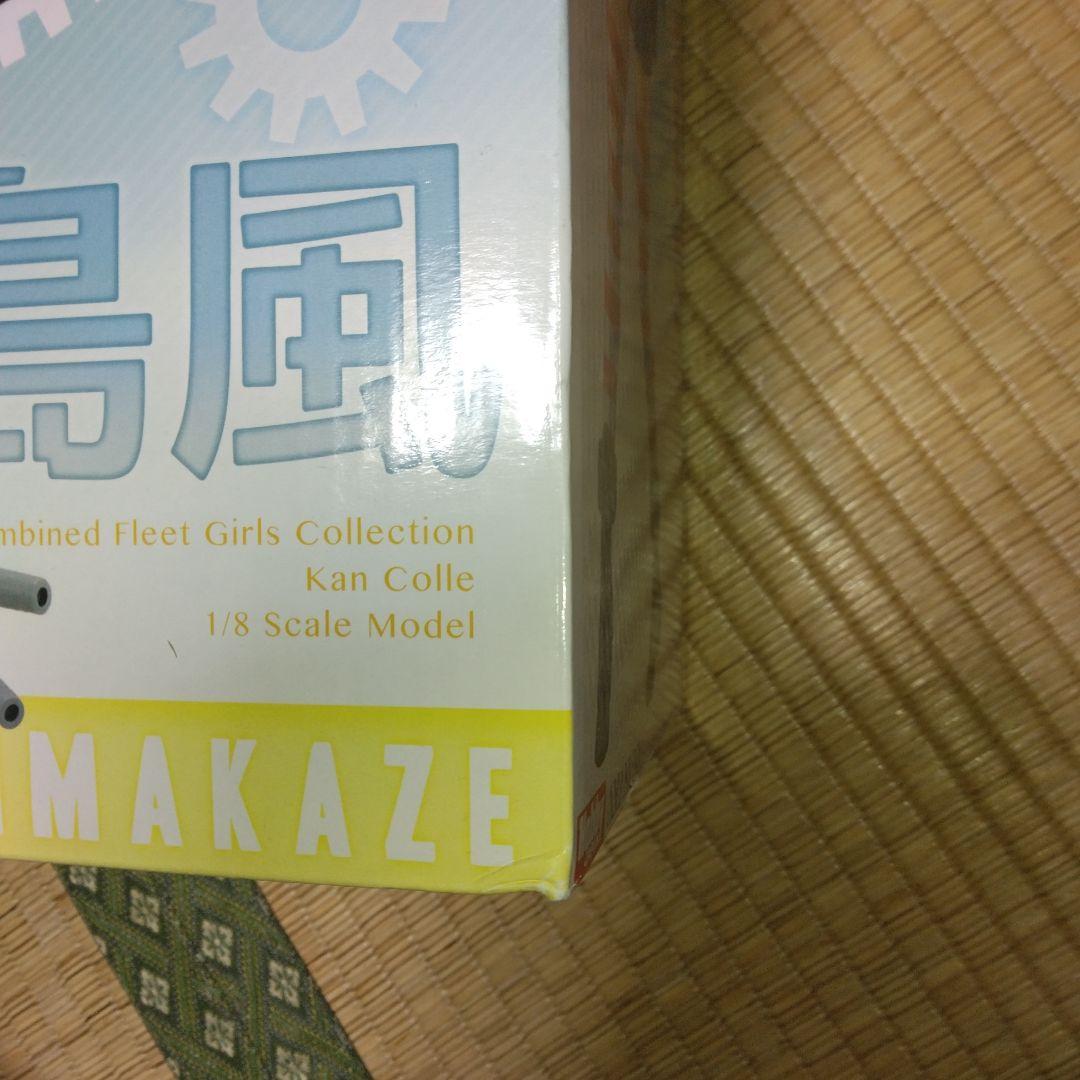 島風
mbined Fleet Girls Collection
Kan Colle
1/8 Scale Model
MAKAZE